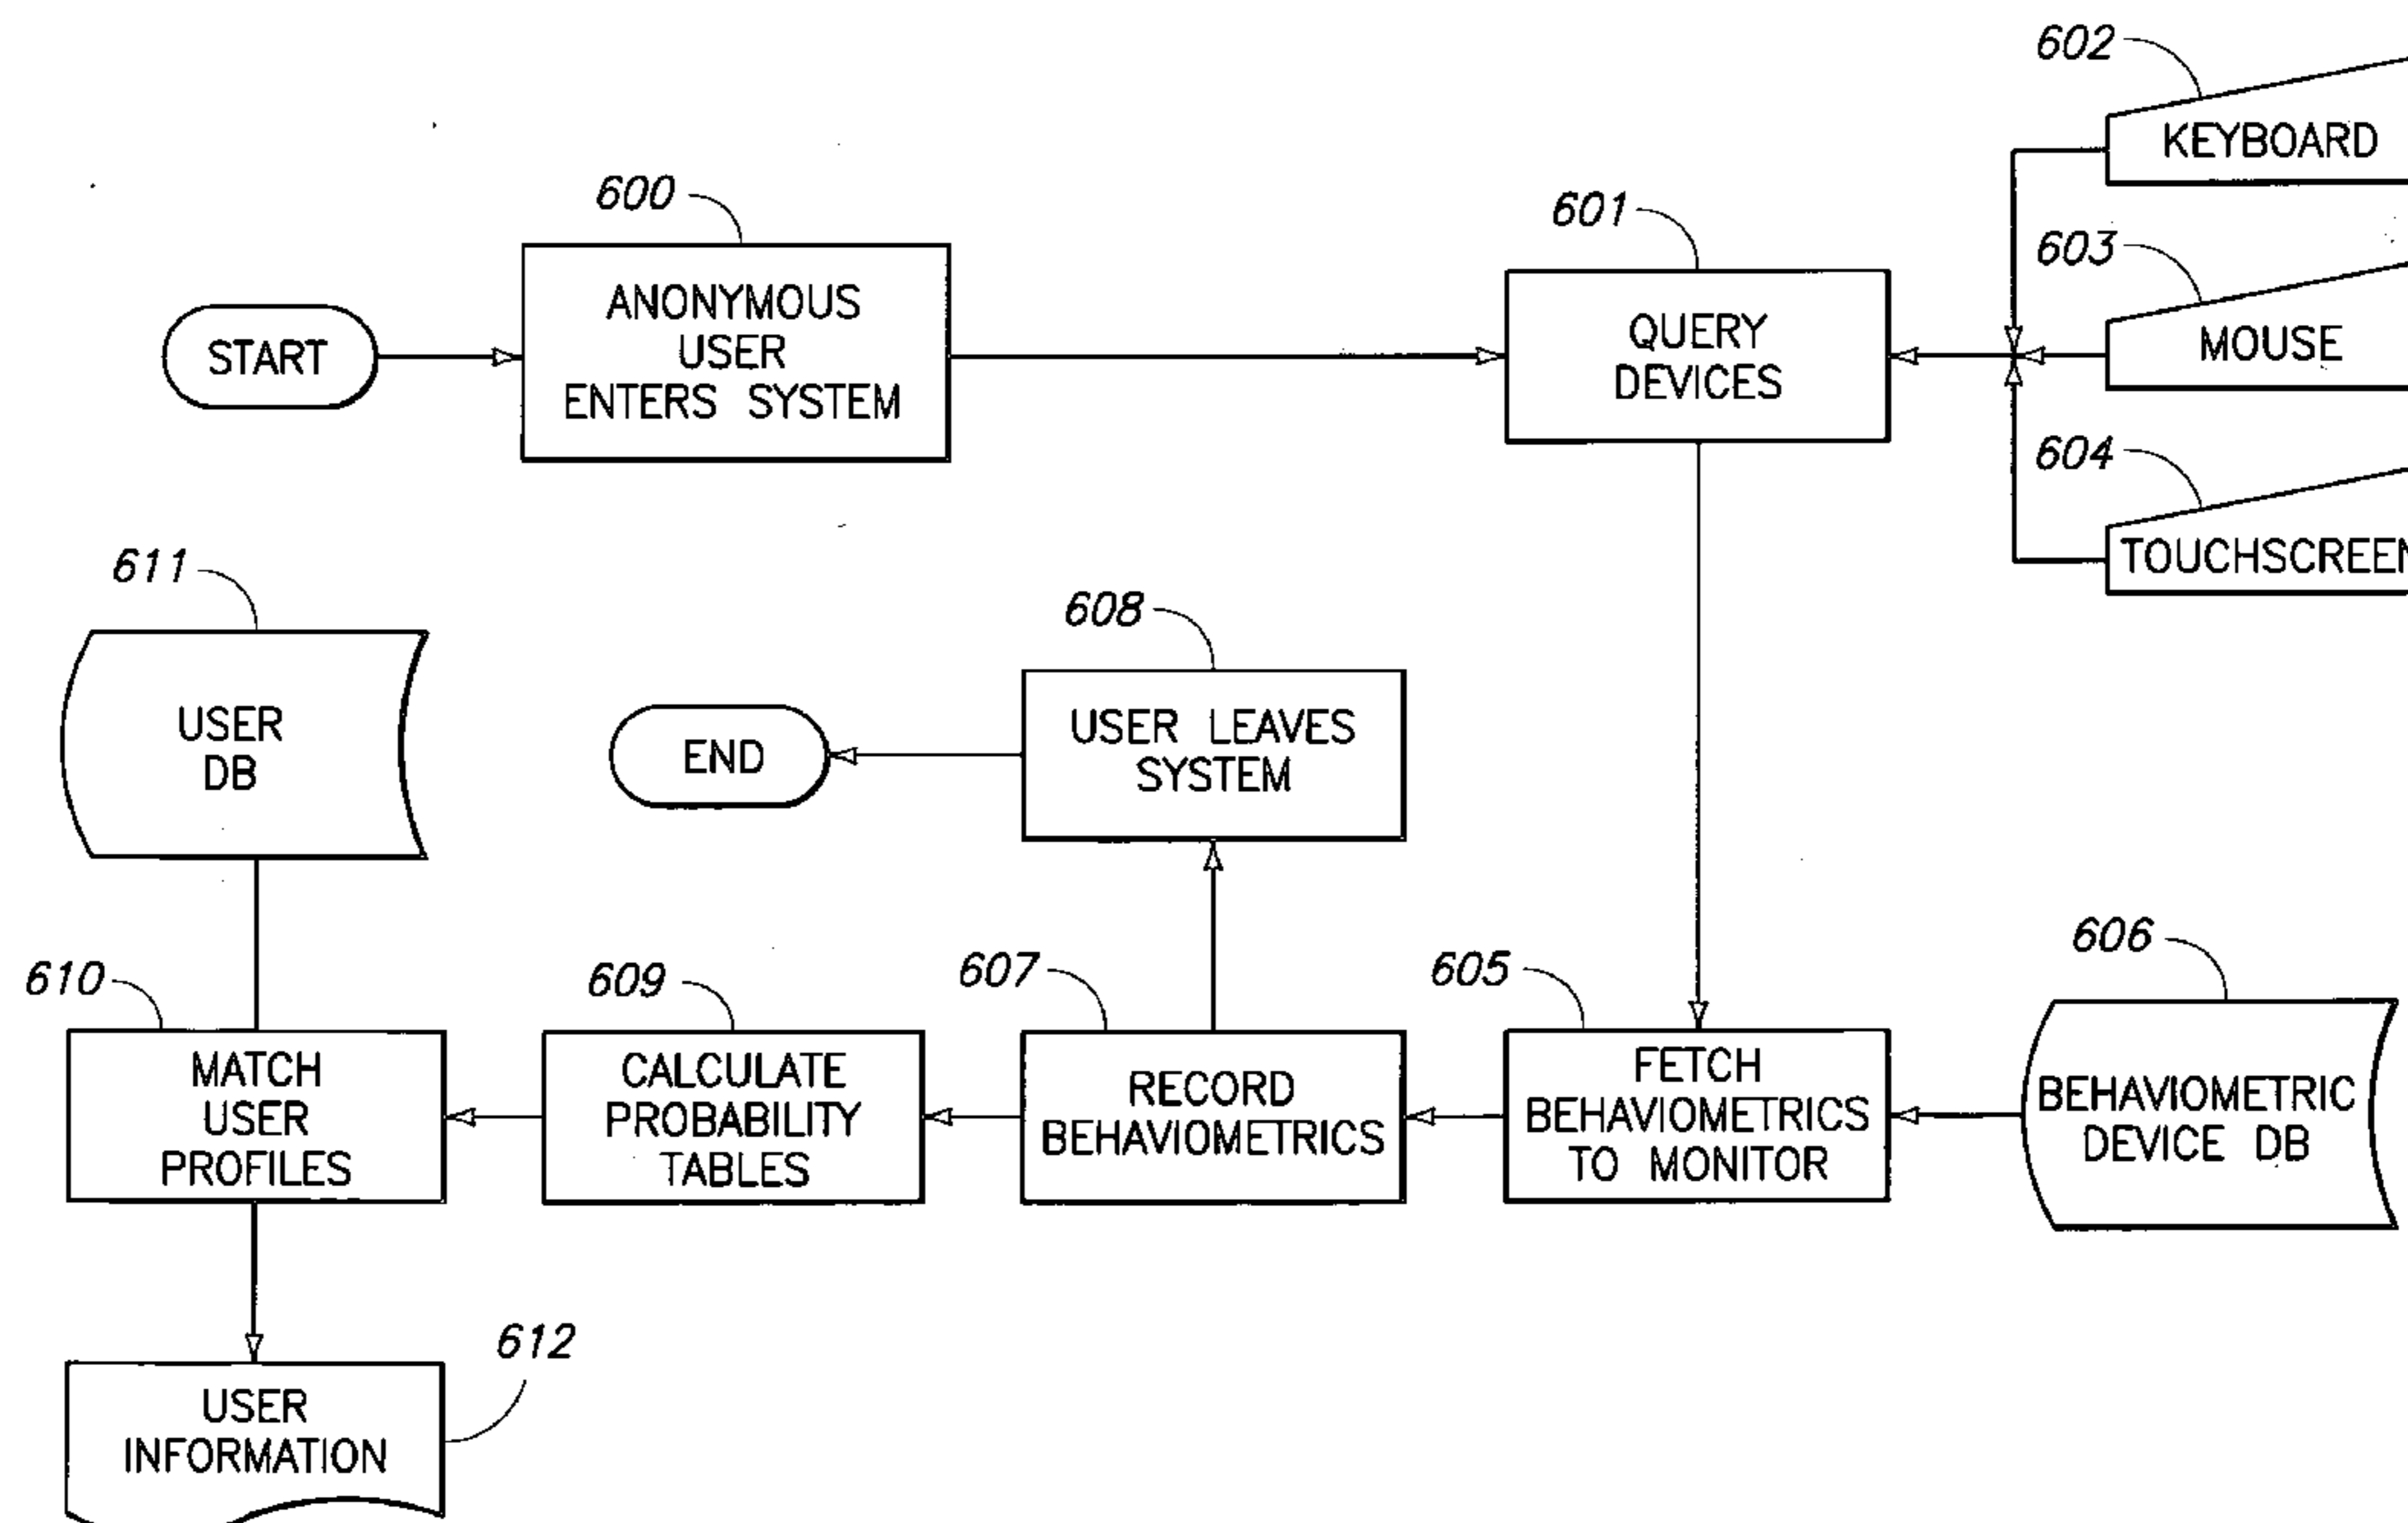 602
KEYBOARD
600
601
603
START
ANONYMOUS
USER
ENTERS SYSTEM
QUERY
DEVICES
MOUSE
604
TOUCHSCREEN
611
608
USER
DB
END
USER LEAVES
SYSTEM
606
610
609
607
605
MATCH
USER
PROFILES
CALCULATE
PROBABILITY
TABLES
RECORD
BEHAVIOMETRICS
FETCH
BEHAVIOMETRICS
TO MONITOR
BEHAVIOMETRIC
DEVICE DB
612
USER
INFORMATION